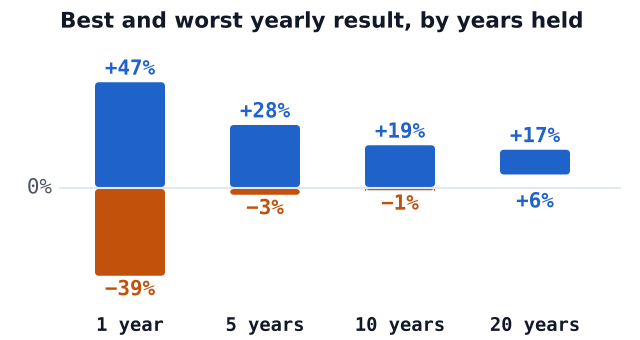 Best and worst yearly result, by years held
+47%
+28%
+19%
+17%
0%
−3%
−1%
+6%
−39%
1 year
5 years
10 years
20 years